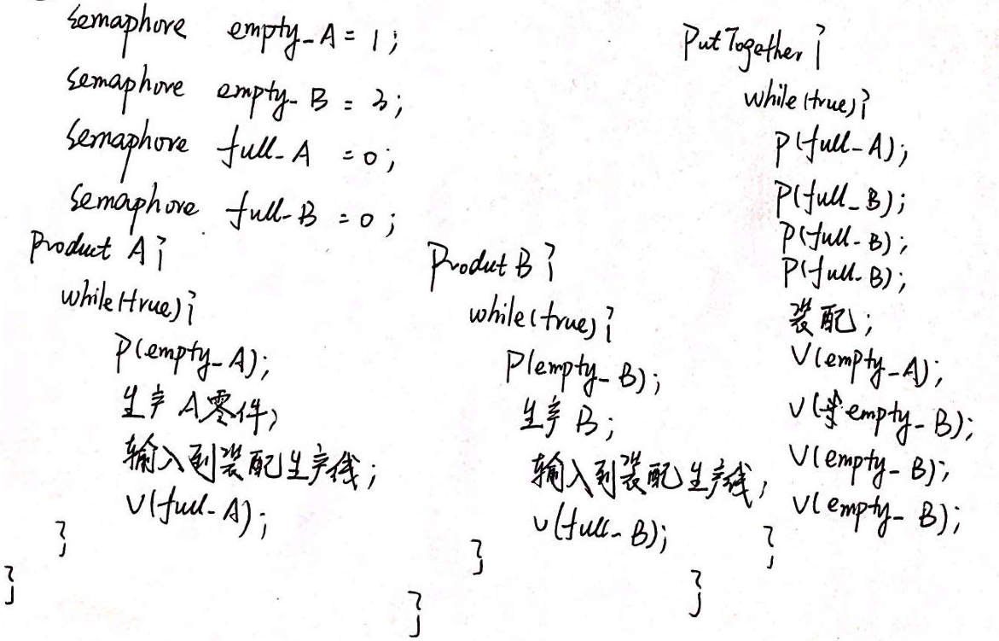 semaphore empty-A = 1;
semaphore empty-B = 3;
semaphore full-A = 0;
semaphore full-B = 0;
Product A {
while(true){
P(empty-A);
生产A零件;
输入到装配生产线;
V(full-A);
}
}
Produt B {
while(true){
P(empty-B);
生产B;
输入到装配生产线;
V(full-B);
}
}
PutTogether {
while(true){
P(full-A);
P(full-B);
P(full-B);
P(full-B);
装配;
V(empty-A);
V(empty-B);
V(empty-B);
V(empty-B);
}
}